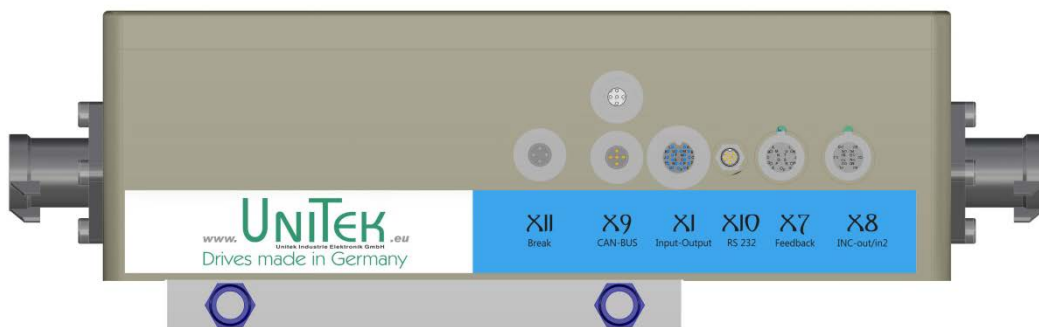 www. UNITEK .eu
Unitek Industrie Elektronik GmbH
Drives made in Germany
X11 X9 X1 X10 X7 X8
Break CAN-BUS Input-Output RS 232 Feedback INC-out/in2